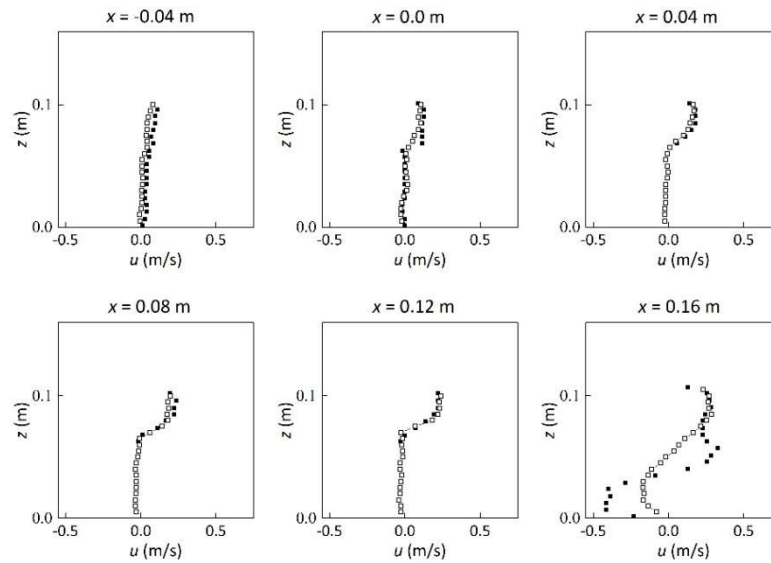 x = -0.04 m
x = 0.0 m
x = 0.04 m
z (m)
0.1
0.0
-0.5
0.0
0.5
u (m/s)
z (m)
0.1
0.0
-0.5
0.0
0.5
u (m/s)
z (m)
0.1
0.0
-0.5
0.0
0.5
u (m/s)
x = 0.08 m
x = 0.12 m
x = 0.16 m
z (m)
0.1
0.0
-0.5
0.0
0.5
u (m/s)
z (m)
0.1
0.0
-0.5
0.0
0.5
u (m/s)
z (m)
0.1
0.0
-0.5
0.0
0.5
u (m/s)